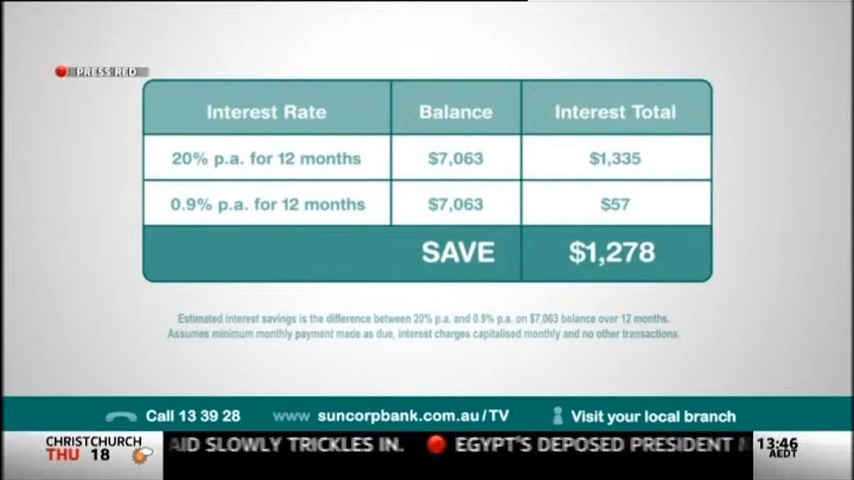 PRESS RED
Interest Rate Balance Interest Total
20% p.a. for 12 months $7,063 $1,335
0.9% p.a. for 12 months $7,063 $57
SAVE $1,278
Estimated interest savings is the difference between 20% p.a. and 0.9% p.a. on $7,063 balance over 12 months.
Assumes minimum monthly payment made as due, interest charges capitalised monthly and no other transactions
Call 13 39 28 www suncorpbank.com.au/TV Visit your local branch
CHRISTCHURCH
THU 18
AID SLOWLY TRICKLES IN. EGYPT'S DEPOSED PRESIDENT
13:46
AEDT